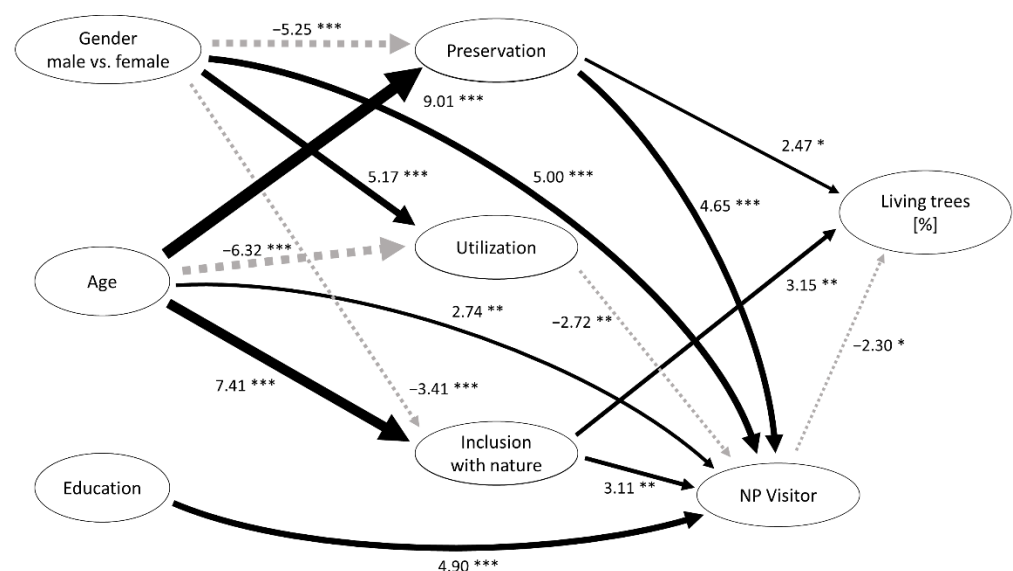 −5.25 ***
Gender
male vs. female
Preservation
9.01 ***
2.47 *
5.17 ***
5.00 ***
4.65 ***
Living trees
[%]
−6.32 ***
Utilization
Age
3.15 **
2.74 **
−2.72 **
−2.30 *
7.41 ***
−3.41 ***
Inclusion
with nature
Education
3.11 **
NP Visitor
4.90 ***